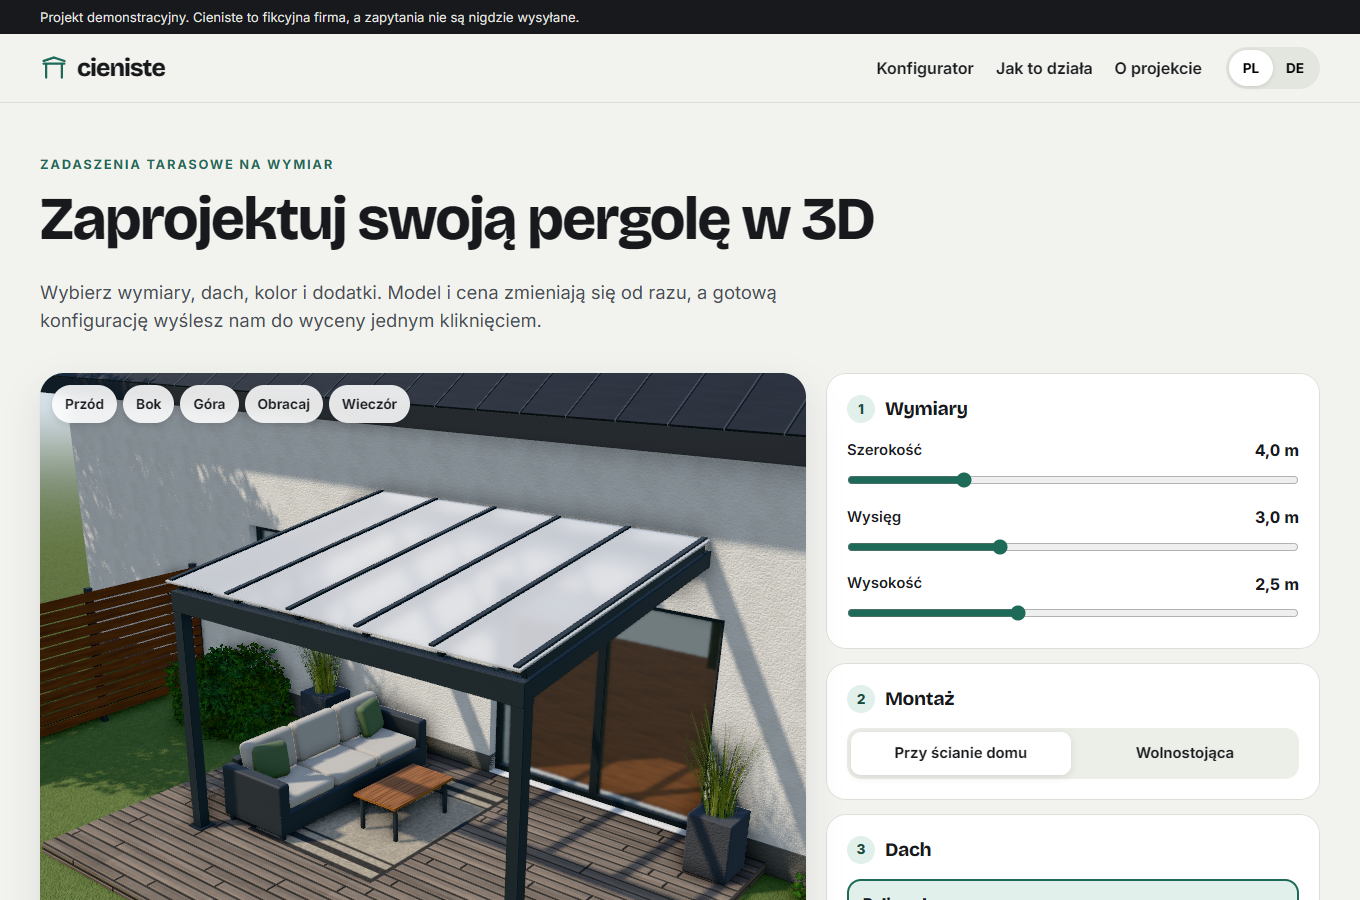 Projekt demonstracyjny. Cieniste to fikcyjna firma, a zapytania nie są nigdzie wysyłane.
cieniste
Konfigurator
Jak to działa
O projekcie
PL
DE
ZADASZENIA TARASOWE NA WYMIAR
Zaprojektuj swoją pergolę w 3D
Wybierz wymiary, dach, kolor i dodatki. Model i cena zmieniają się od razu, a gotową
konfigurację wyślesz nam do wyceny jednym kliknięciem.
Przód
Bok
Góra
Obracaj
Wieczór
1 Wymiary
Szerokość 4,0 m
Wysięg 3,0 m
Wysokość 2,5 m
2 Montaż
Przy ścianie domu
Wolnostojąca
3 Dach